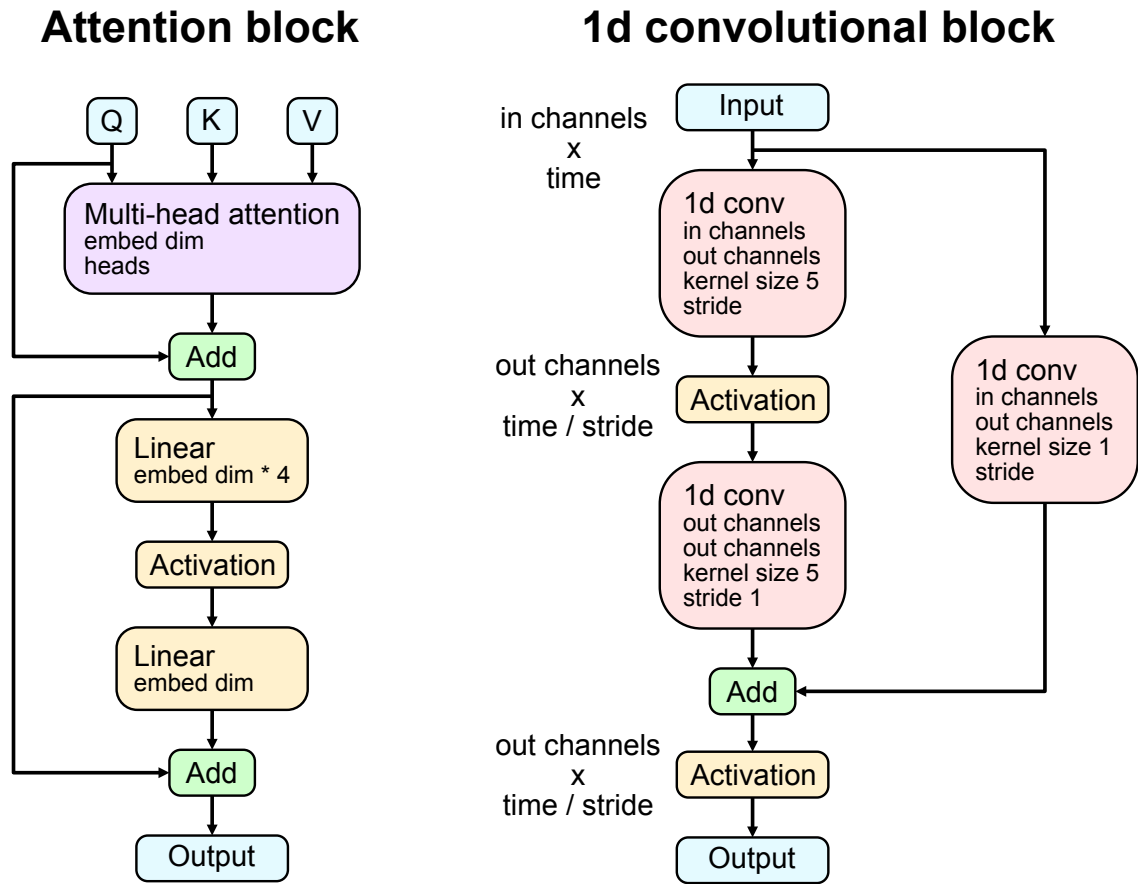 Attention block
Q
K
V
Multi-head attention
embed dim
heads
Add
Linear
embed dim * 4
Activation
Linear
embed dim
Add
Output
1d convolutional block
Input
in channels
x
time
1d conv
in channels
out channels
kernel size 5
stride
out channels
x
time / stride
Activation
1d conv
in channels
out channels
kernel size 1
stride
1d conv
out channels
out channels
kernel size 5
stride 1
Add
out channels
x
time / stride
Activation
Output